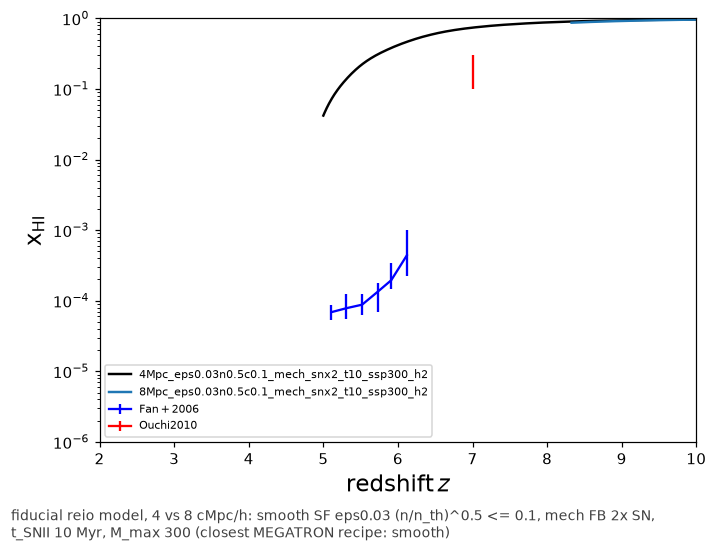 10⁰
10⁻¹
10⁻²
10⁻³
10⁻⁴
10⁻⁵
10⁻⁶
x_HI
4Mpc_eps0.03n0.5c0.1_mech_snx2_t10_ssp300_h2
8Mpc_eps0.03n0.5c0.1_mech_snx2_t10_ssp300_h2
Fan+2006
Ouchi2010
2 3 4 5 6 7 8 9 10
redshift z
fiducial reio model, 4 vs 8 cMpc/h: smooth SF eps0.03 (n/n_th)^0.5 <= 0.1, mech FB 2x SN,
t_SNII 10 Myr, M_max 300 (closest MEGATRON recipe: smooth)